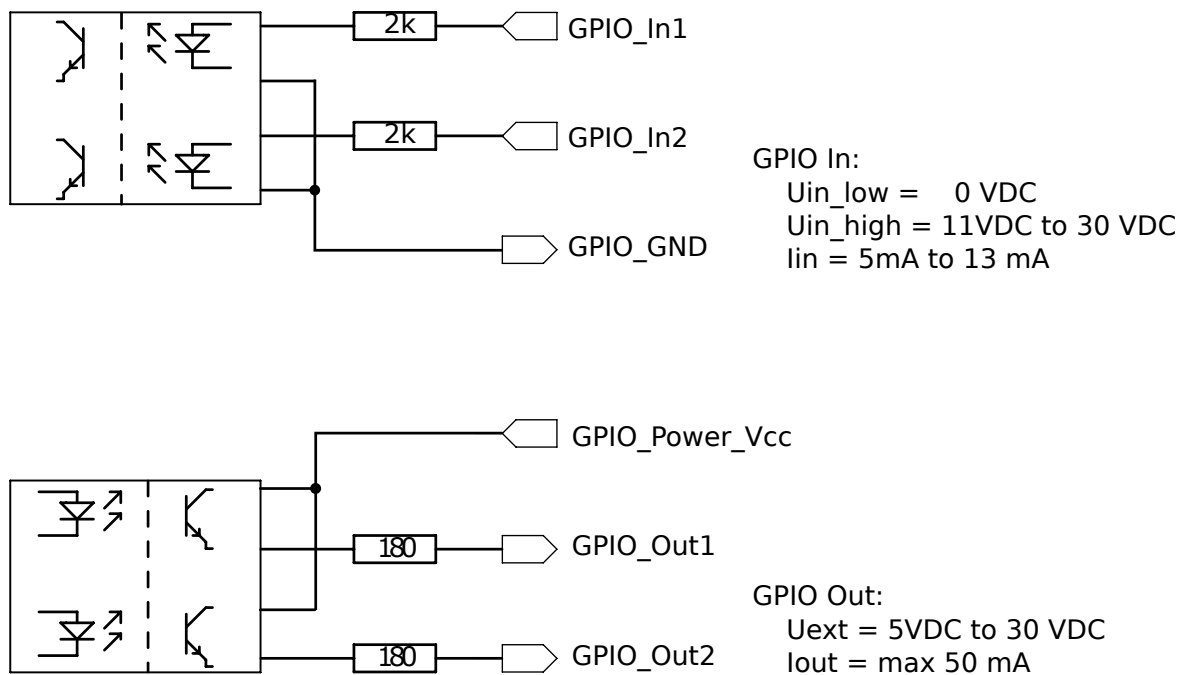 2k
GPIO_In1
2k
GPIO_In2
GPIO_GND
GPIO In:
Uin_low = 0 VDC
Uin_high = 11VDC to 30 VDC
Iin = 5mA to 13 mA
GPIO_Power_Vcc
180
GPIO_Out1
180
GPIO_Out2
GPIO Out:
Uext = 5VDC to 30 VDC
Iout = max 50 mA